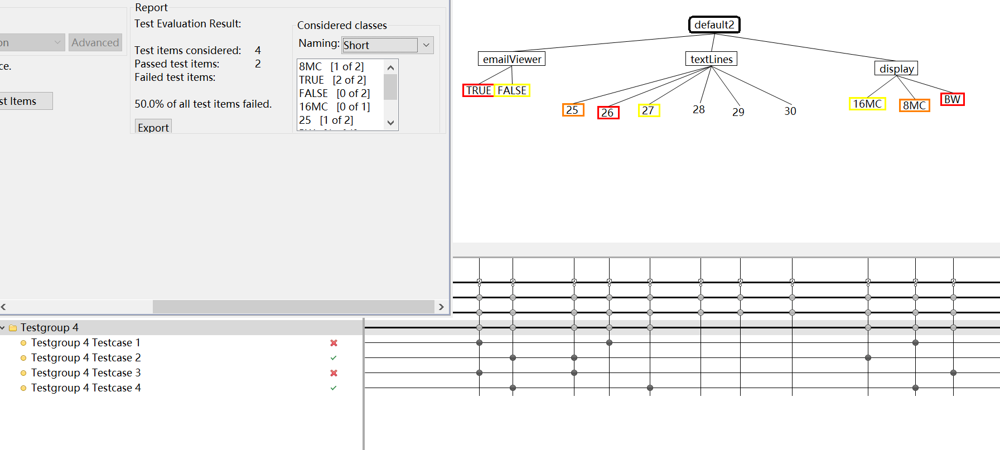 Report
Test Evaluation Result:
Considered classes
on
Advanced
Naming:
Short
Test items considered: 4
Passed test items: 2
Failed test items:
ce.
8MC [1 of 2]
TRUE [2 of 2]
FALSE [0 of 2]
16MC [0 of 1]
25 [1 of 2]
st Items
50.0% of all test items failed.
Export
default2
emailViewer
textLines
display
TRUE
FALSE
25
26
27
28
29
30
16MC
8MC
BW
Testgroup 4
Testgroup 4 Testcase 1
Testgroup 4 Testcase 2
Testgroup 4 Testcase 3
Testgroup 4 Testcase 4